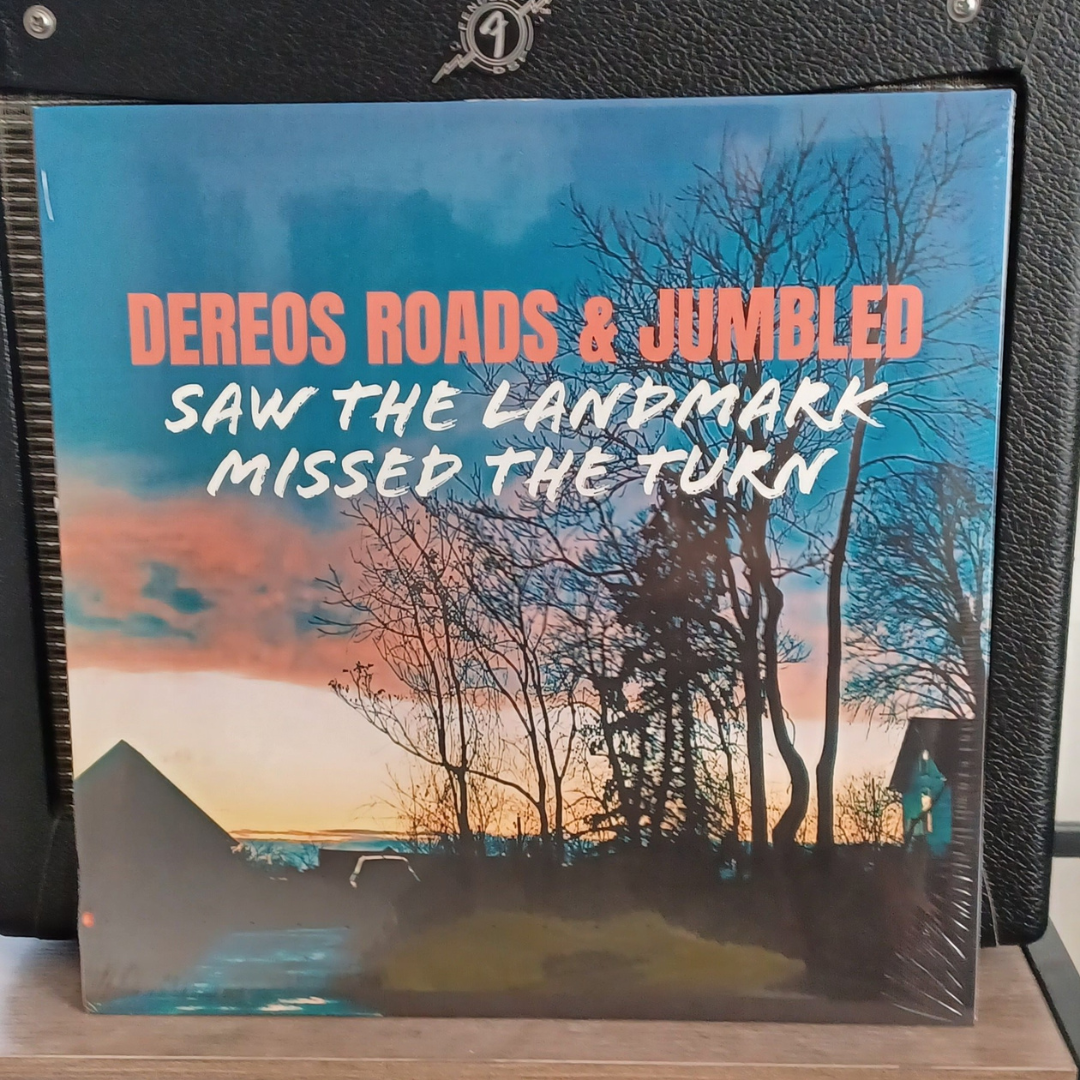 DEREOS ROADS & JUMBLED
SAW THE LANDMARK
MISSED THE TURN